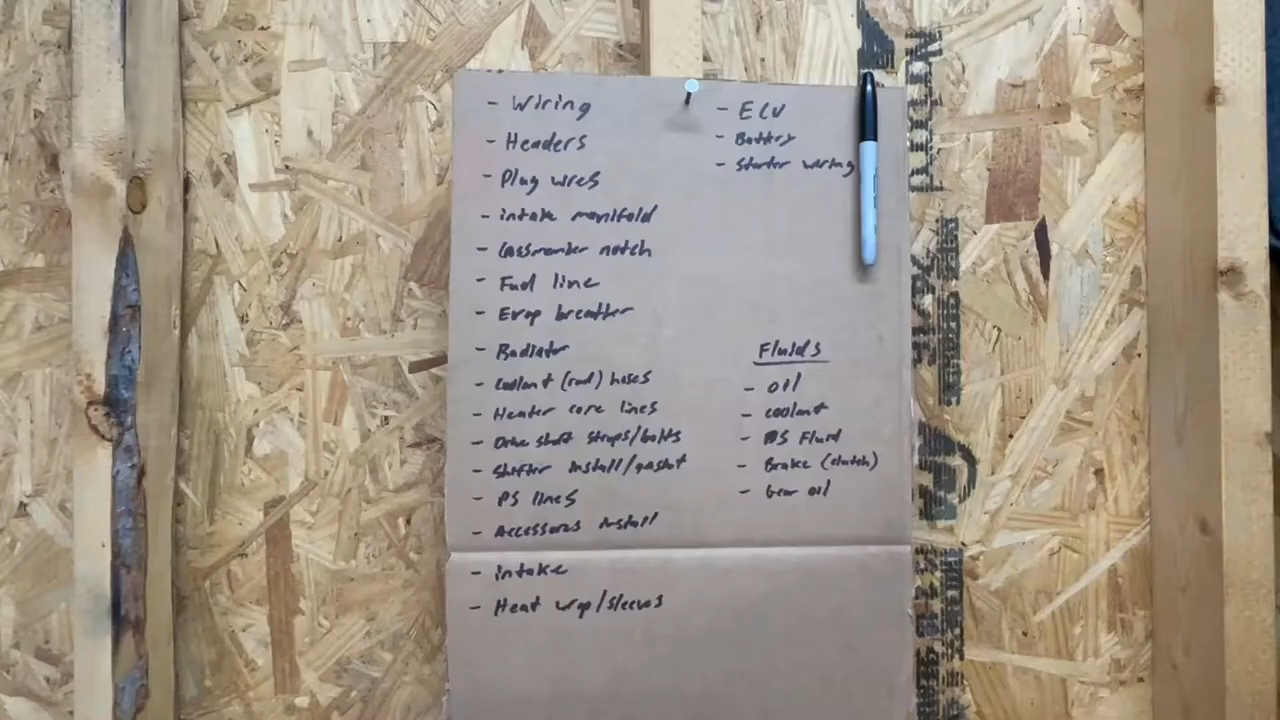 - Wiring
- Headers
- Plug wires
- intake manifold
- Crossmember notch
- Fuel line
- Evap breather
- Radiator
- Coolant (rad) hoses
- Heater core lines
- Drive shaft straps/bolts
- Shifter install/gasket
- PS lines
- Accessories install
- intake
- Heat wrap/sleeves
- ECU
- Battery
- Starter wiring
Fluids
- oil
- coolant
- PS Fluid
- Brake (clutch)
- Gear oil